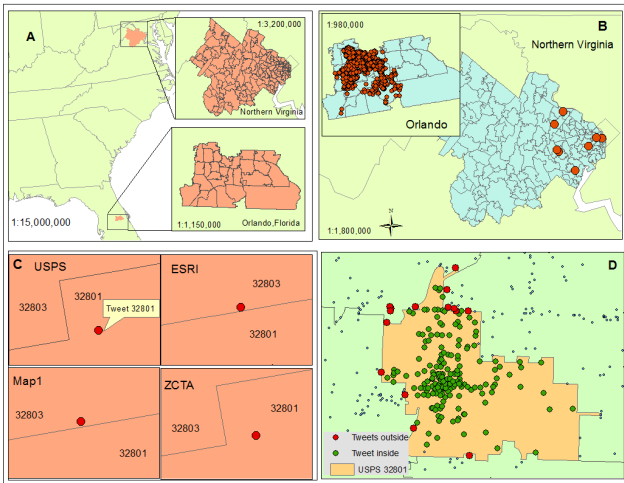 A
1:3,200,000
Northern Virginia
1:15,000,000
1:1,150,000
Orlando,Florida
B
1:980,000
Northern Virginia
Orlando
1:1,800,000
C
USPS
32803
32801
Tweet 32801
ESRI
32803
32801
Map1
32803
32801
ZCTA
32803
32801
D
Tweets outside
Tweet inside
USPS 32801